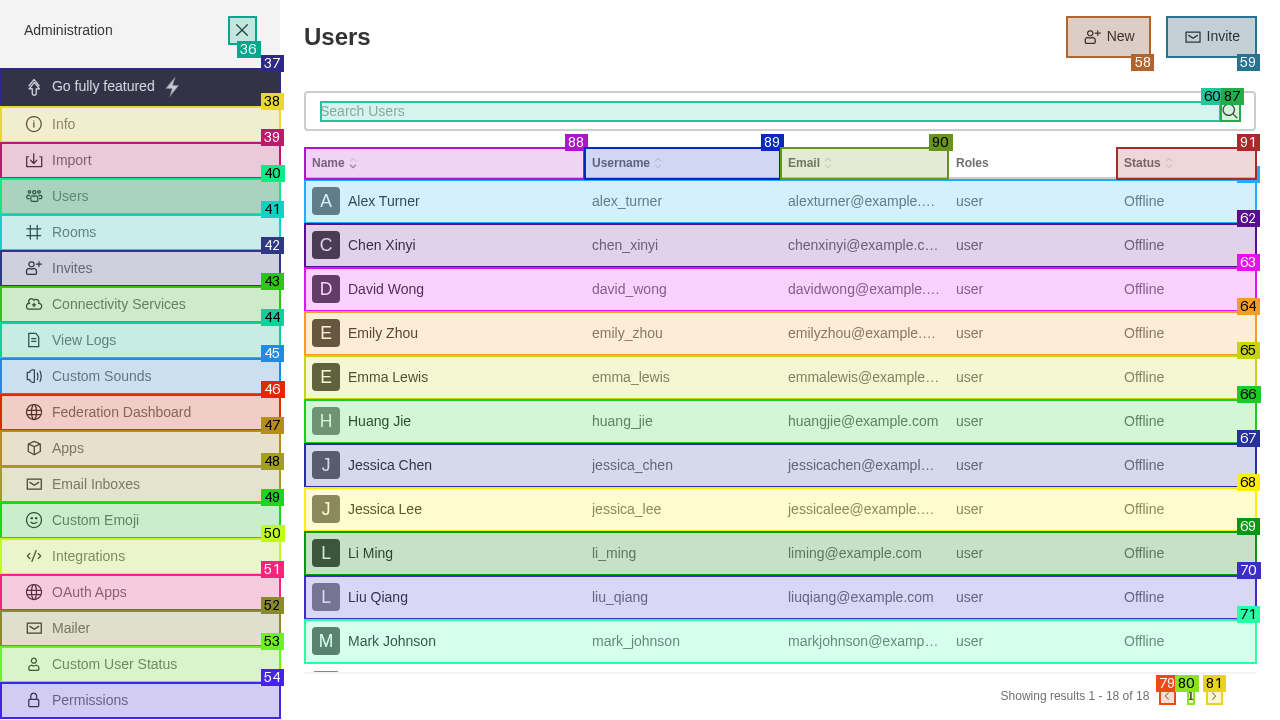 Administration
36
37
Go fully featured
38
Info
39
Import
40
Users
41
Rooms
42
Invites
43
Connectivity Services
44
View Logs
45
Custom Sounds
46
Federation Dashboard
47
Apps
48
Email Inboxes
49
Custom Emoji
50
Integrations
51
OAuth Apps
52
Mailer
53
Custom User Status
54
Permissions
Users
New
58
Invite
59
Search Users
60 87
88 89 90 91
Name Username Email Roles Status
A Alex Turner alex_turner alexturner@example.… user Offline
62
C Chen Xinyi chen_xinyi chenxinyi@example.c… user Offline
63
D David Wong david_wong davidwong@example.… user Offline
64
E Emily Zhou emily_zhou emilyzhou@example.… user Offline
65
E Emma Lewis emma_lewis emmalewis@example… user Offline
66
H Huang Jie huang_jie huangjie@example.com user Offline
67
J Jessica Chen jessica_chen jessicachen@exampl… user Offline
68
J Jessica Lee jessica_lee jessicalee@example.… user Offline
69
L Li Ming li_ming liming@example.com user Offline
70
L Liu Qiang liu_qiang liuqiang@example.com user Offline
71
M Mark Johnson mark_johnson markjohnson@examp… user Offline
79 80 81
Showing results 1 - 18 of 18 1